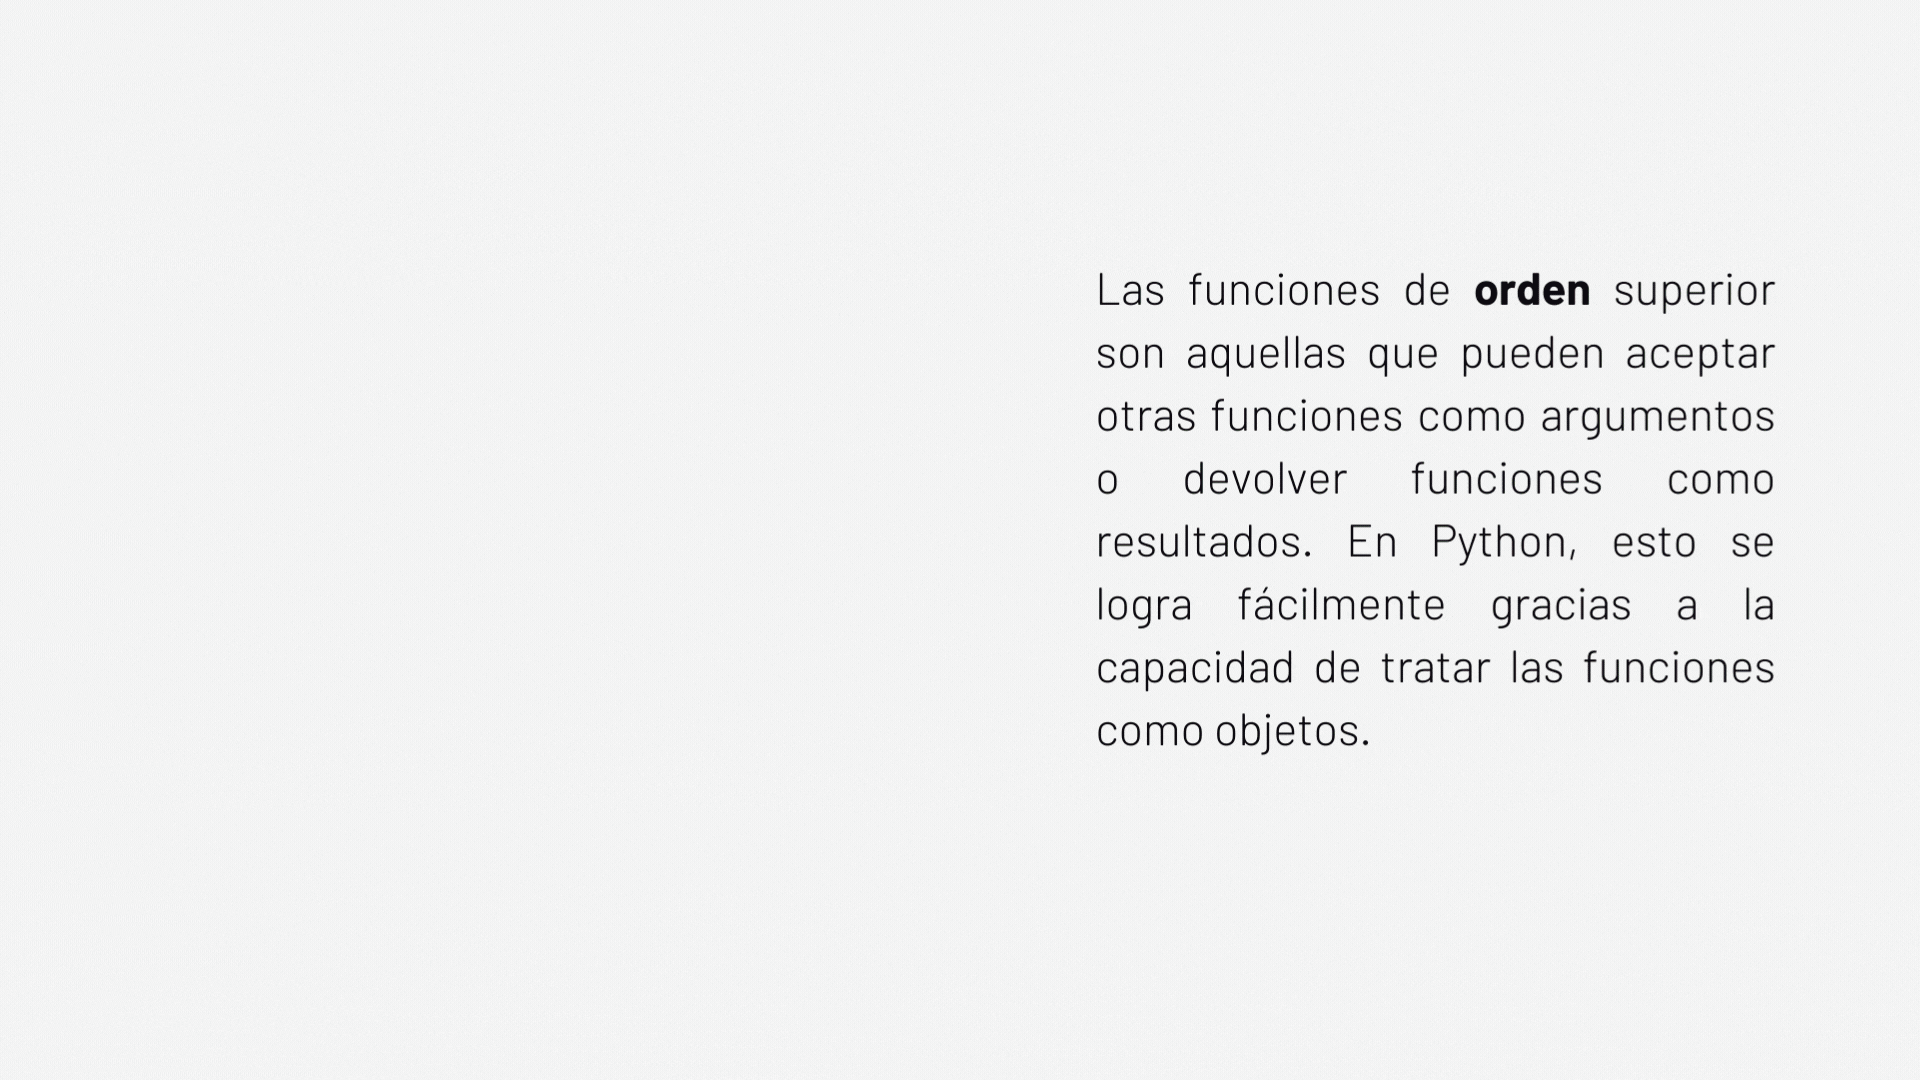 Las funciones de orden superior
son aquellas que pueden aceptar
otras funciones como argumentos
o devolver funciones como
resultados. En Python, esto se
logra fácilmente gracias a la
capacidad de tratar las funciones
como objetos.